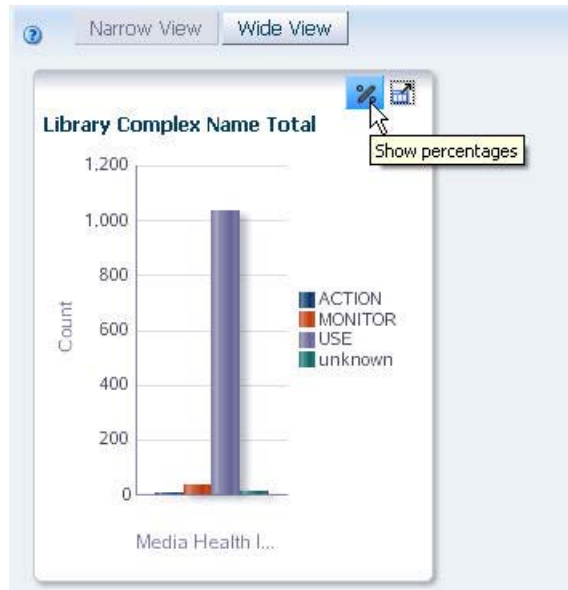 Narrow View Wide View
Library Complex Name Total
Show percentages
1,200
1,000
800
600
400
200
0
Count
ACTION
MONITOR
USE
unknown
Media Health I...